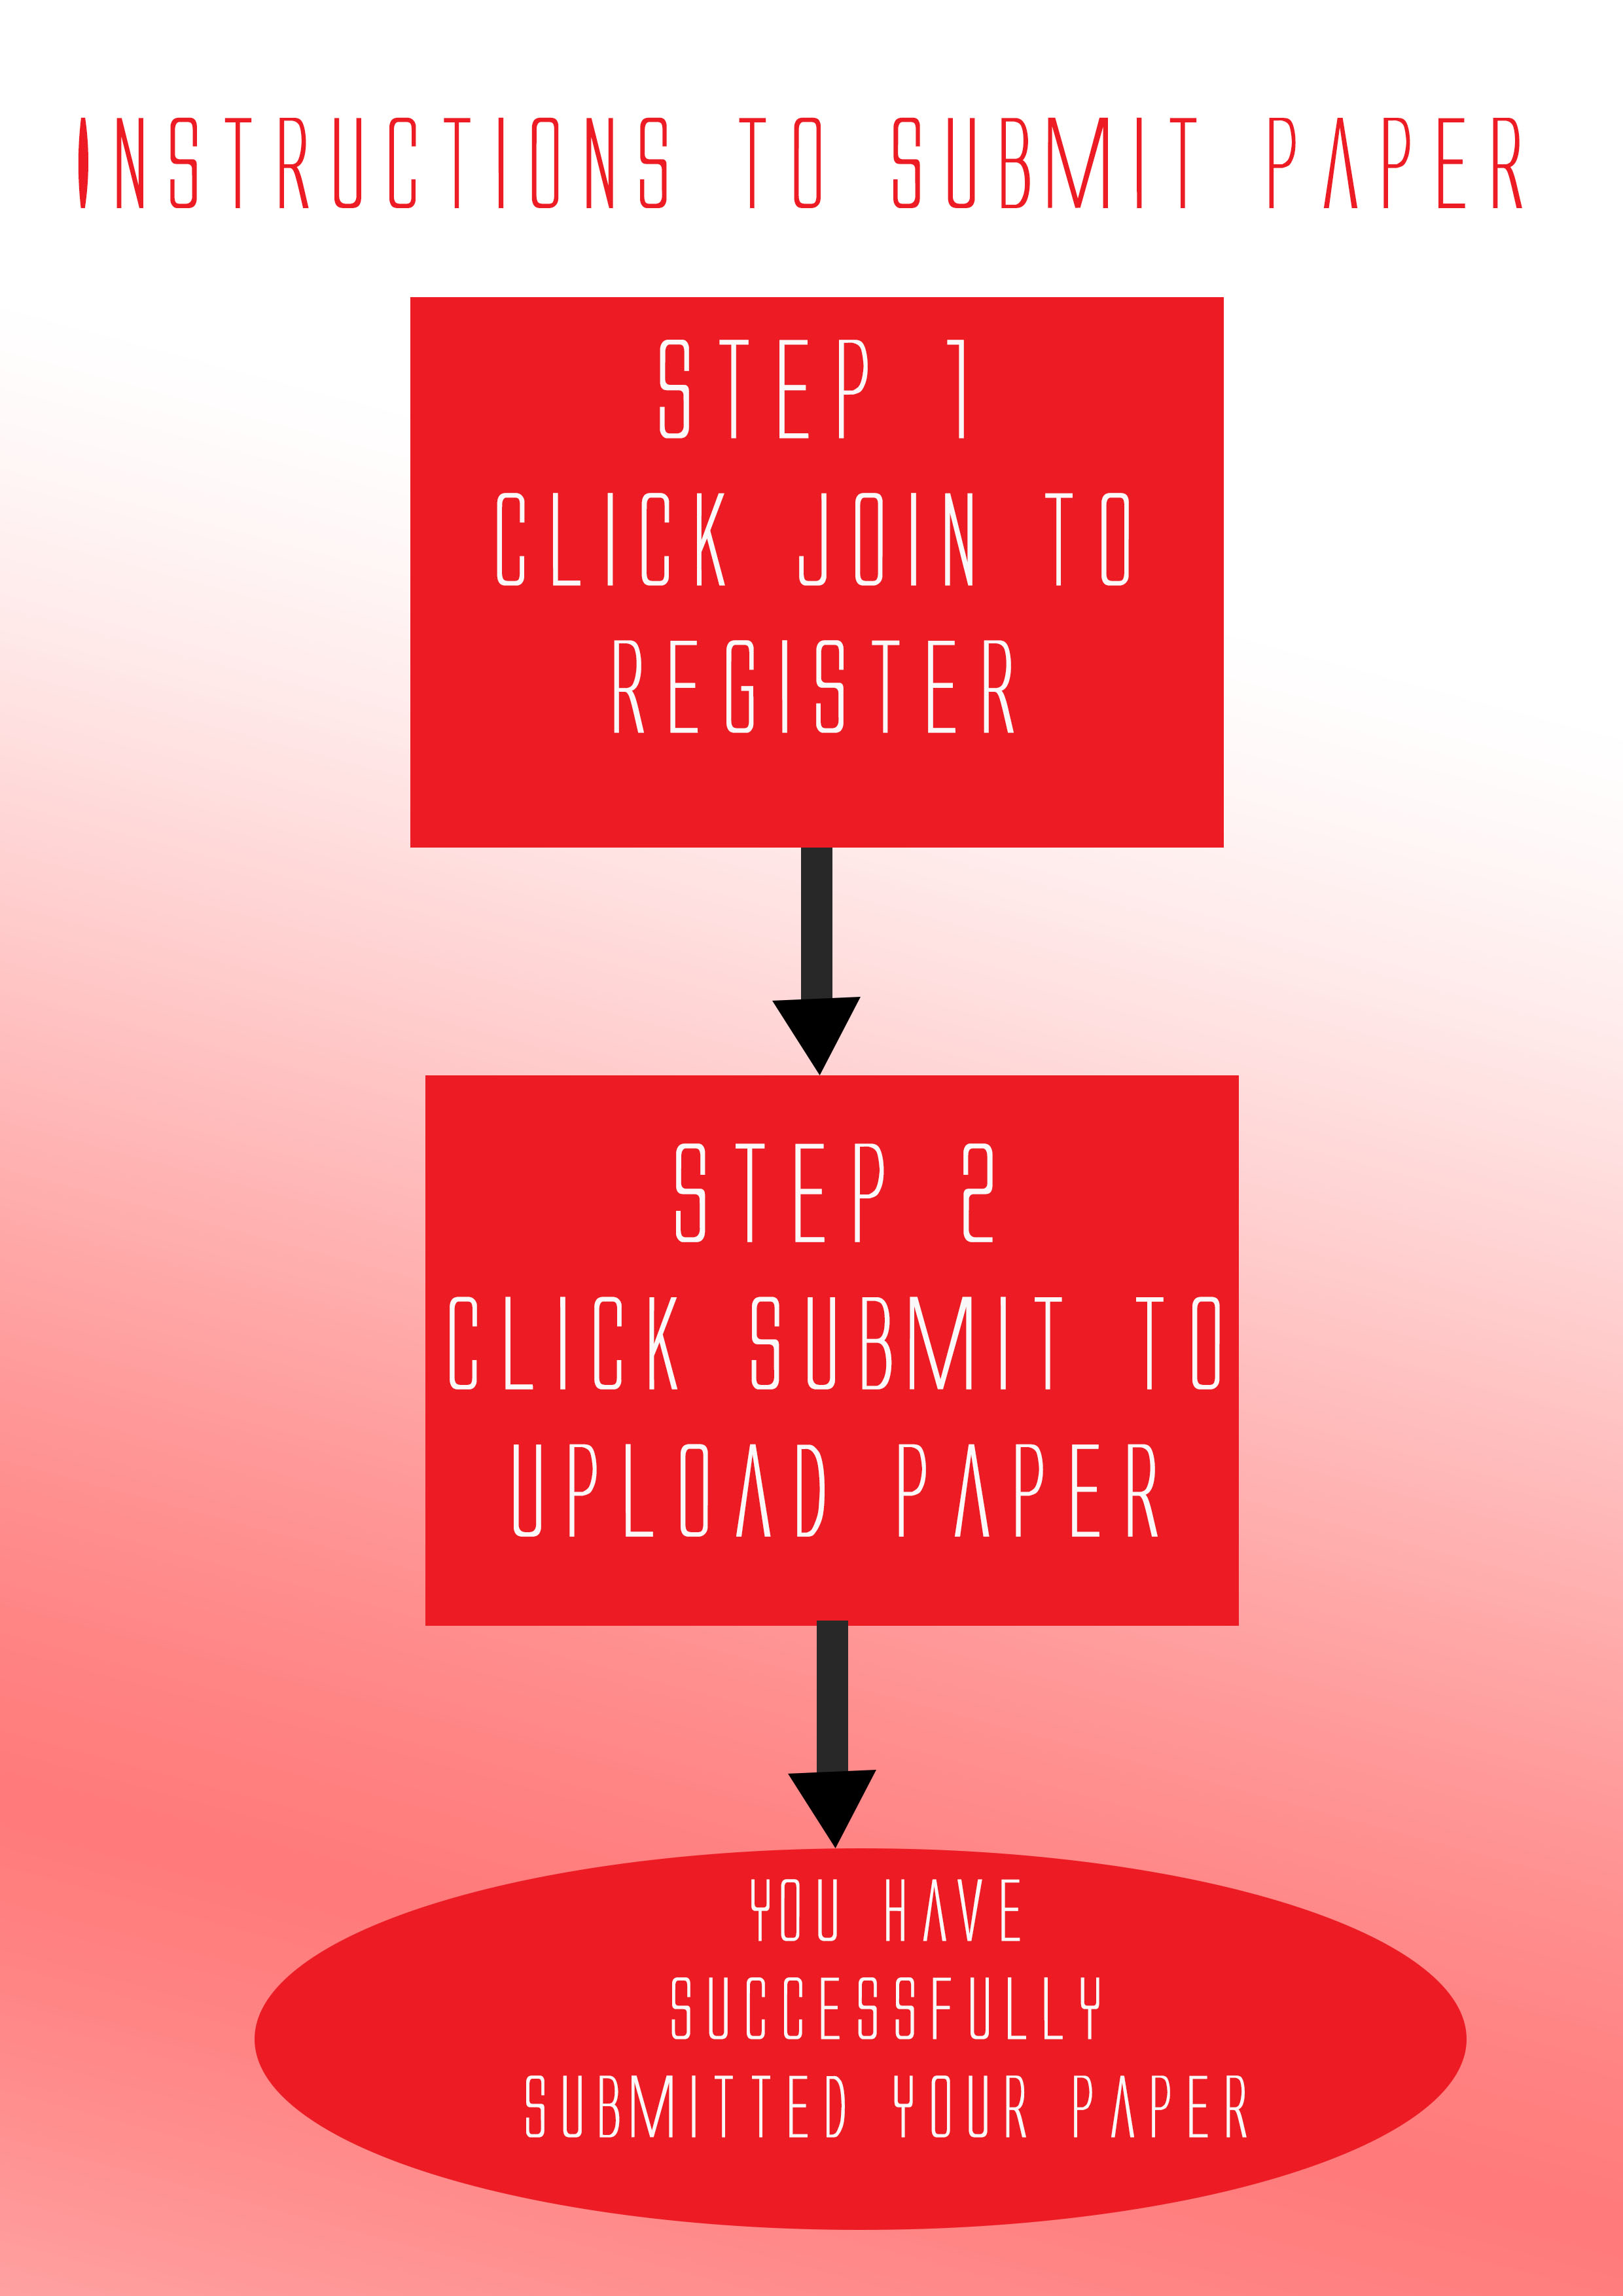 INSTRUCTIONS TO SUBMIT PAPER
STEP 1
CLICK JOIN TO
REGISTER
STEP 2
CLICK SUBMIT TO
UPLOAD PAPER
YOU HAVE
SUCCESSFULLY
SUBMITTED YOUR PAPER